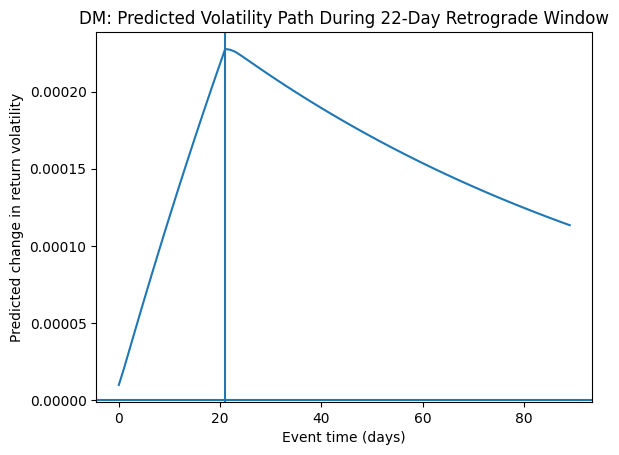 DM: Predicted Volatility Path During 22-Day Retrograde Window
Predicted change in return volatility
0.00020
0.00015
0.00010
0.00005
0.00000
0 20 40 60 80
Event time (days)